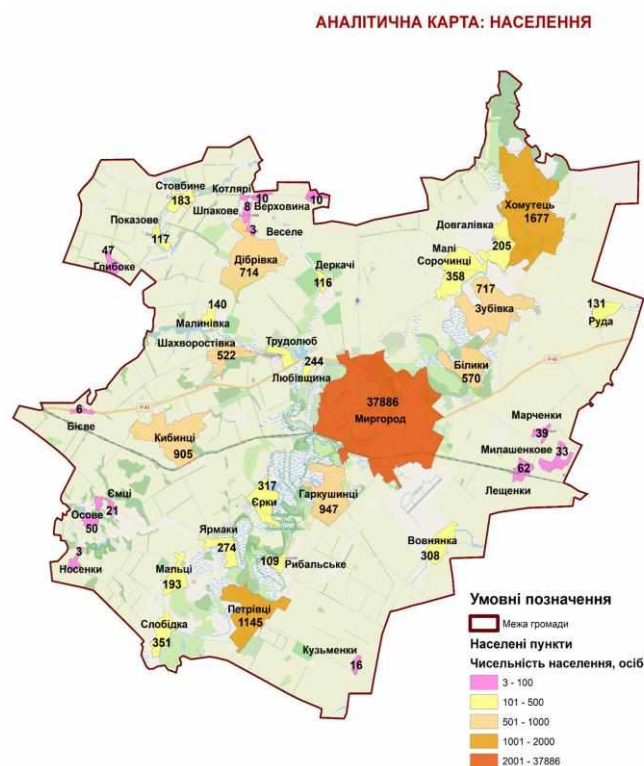 АНАЛІТИЧНА КАРТА: НАСЕЛЕННЯ
Стовбине
183
Котлярі
10
10
Шпакове
8
Верховина
3
Веселе
Показове
117
47
Глибоке
Дібрівка
714
Деркачі
116
Хомутець
1677
Довгалівка
205
Малі
Сорочинці
358
717
Зубівка
131
Руда
140
Малинівка
Шахворостівка
522
Трудолюб
244
Любівщина
Білики
570
37886
Миргород
6
Бієве
Кибинці
905
Марченки
39
Милашенкове
33
62
Лещенки
317
Єрки
Гаркушинці
947
Ємці
21
Осове
50
3
Носенки
Ярмаки
274
109
Рибальське
Вовнянка
308
Мальці
193
Петрівці
1145
Слобідка
351
Кузьменки
16
Умовні позначення
Межа громади
Населені пункти
Чисельність населення, осіб
3 - 100
101 - 500
501 - 1000
1001 - 2000
2001 - 37886